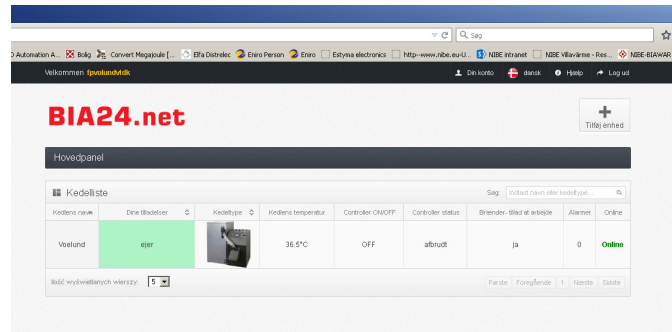 Søg
Automation A... Bolig Convert Megajoule [... Elfa Distrelec Eniro Person Eniro Estyma electronics http--www.nibe.eu-U... NIBE intranet NIBE Villavärme - Res... NIBE-BIAWAR
Velkommen fpvolundvtdk Din konto dansk Hjælp Log ud
BIA24.net
Tilføj enhed
Hovedpanel
Kedelliste Søg: Indtast navn eller kedeltype...
Kedlens navn Dine tilladelser Kedeltype Kedlens temperatur Controller ON/OFF Controller status Brænder- tillad at arbejde Alarmer Online
Voelund ejer 36.5°C OFF afbrudt ja 0 Online
Ilość wyświetlanych wierszy: 5 Første Foregående 1 Næste Sidste